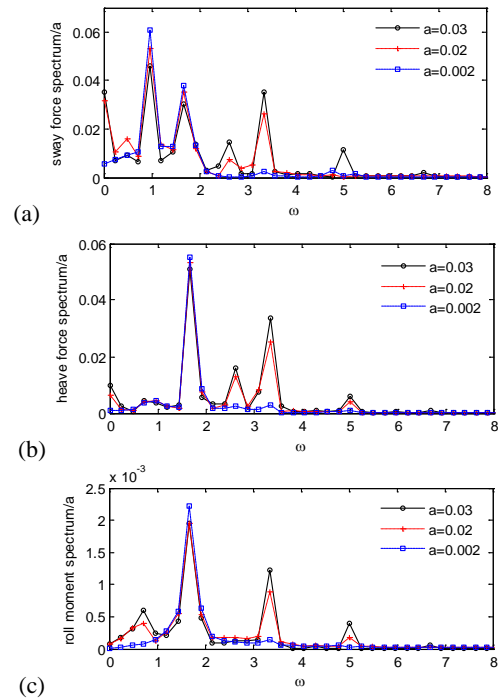 (a)
sway force spectrum/a
0.06
0.04
0.02
0
0 1 2 3 4 5 6 7 8
ω
a=0.03
a=0.02
a=0.002
(b)
heave force spectrum/a
0.06
0.04
0.02
0
0 1 2 3 4 5 6 7 8
ω
a=0.03
a=0.02
a=0.002
(c)
roll moment spectrum/a
x 10⁻³
2.5
2
1.5
1
0.5
0
0 1 2 3 4 5 6 7 8
ω
a=0.03
a=0.02
a=0.002